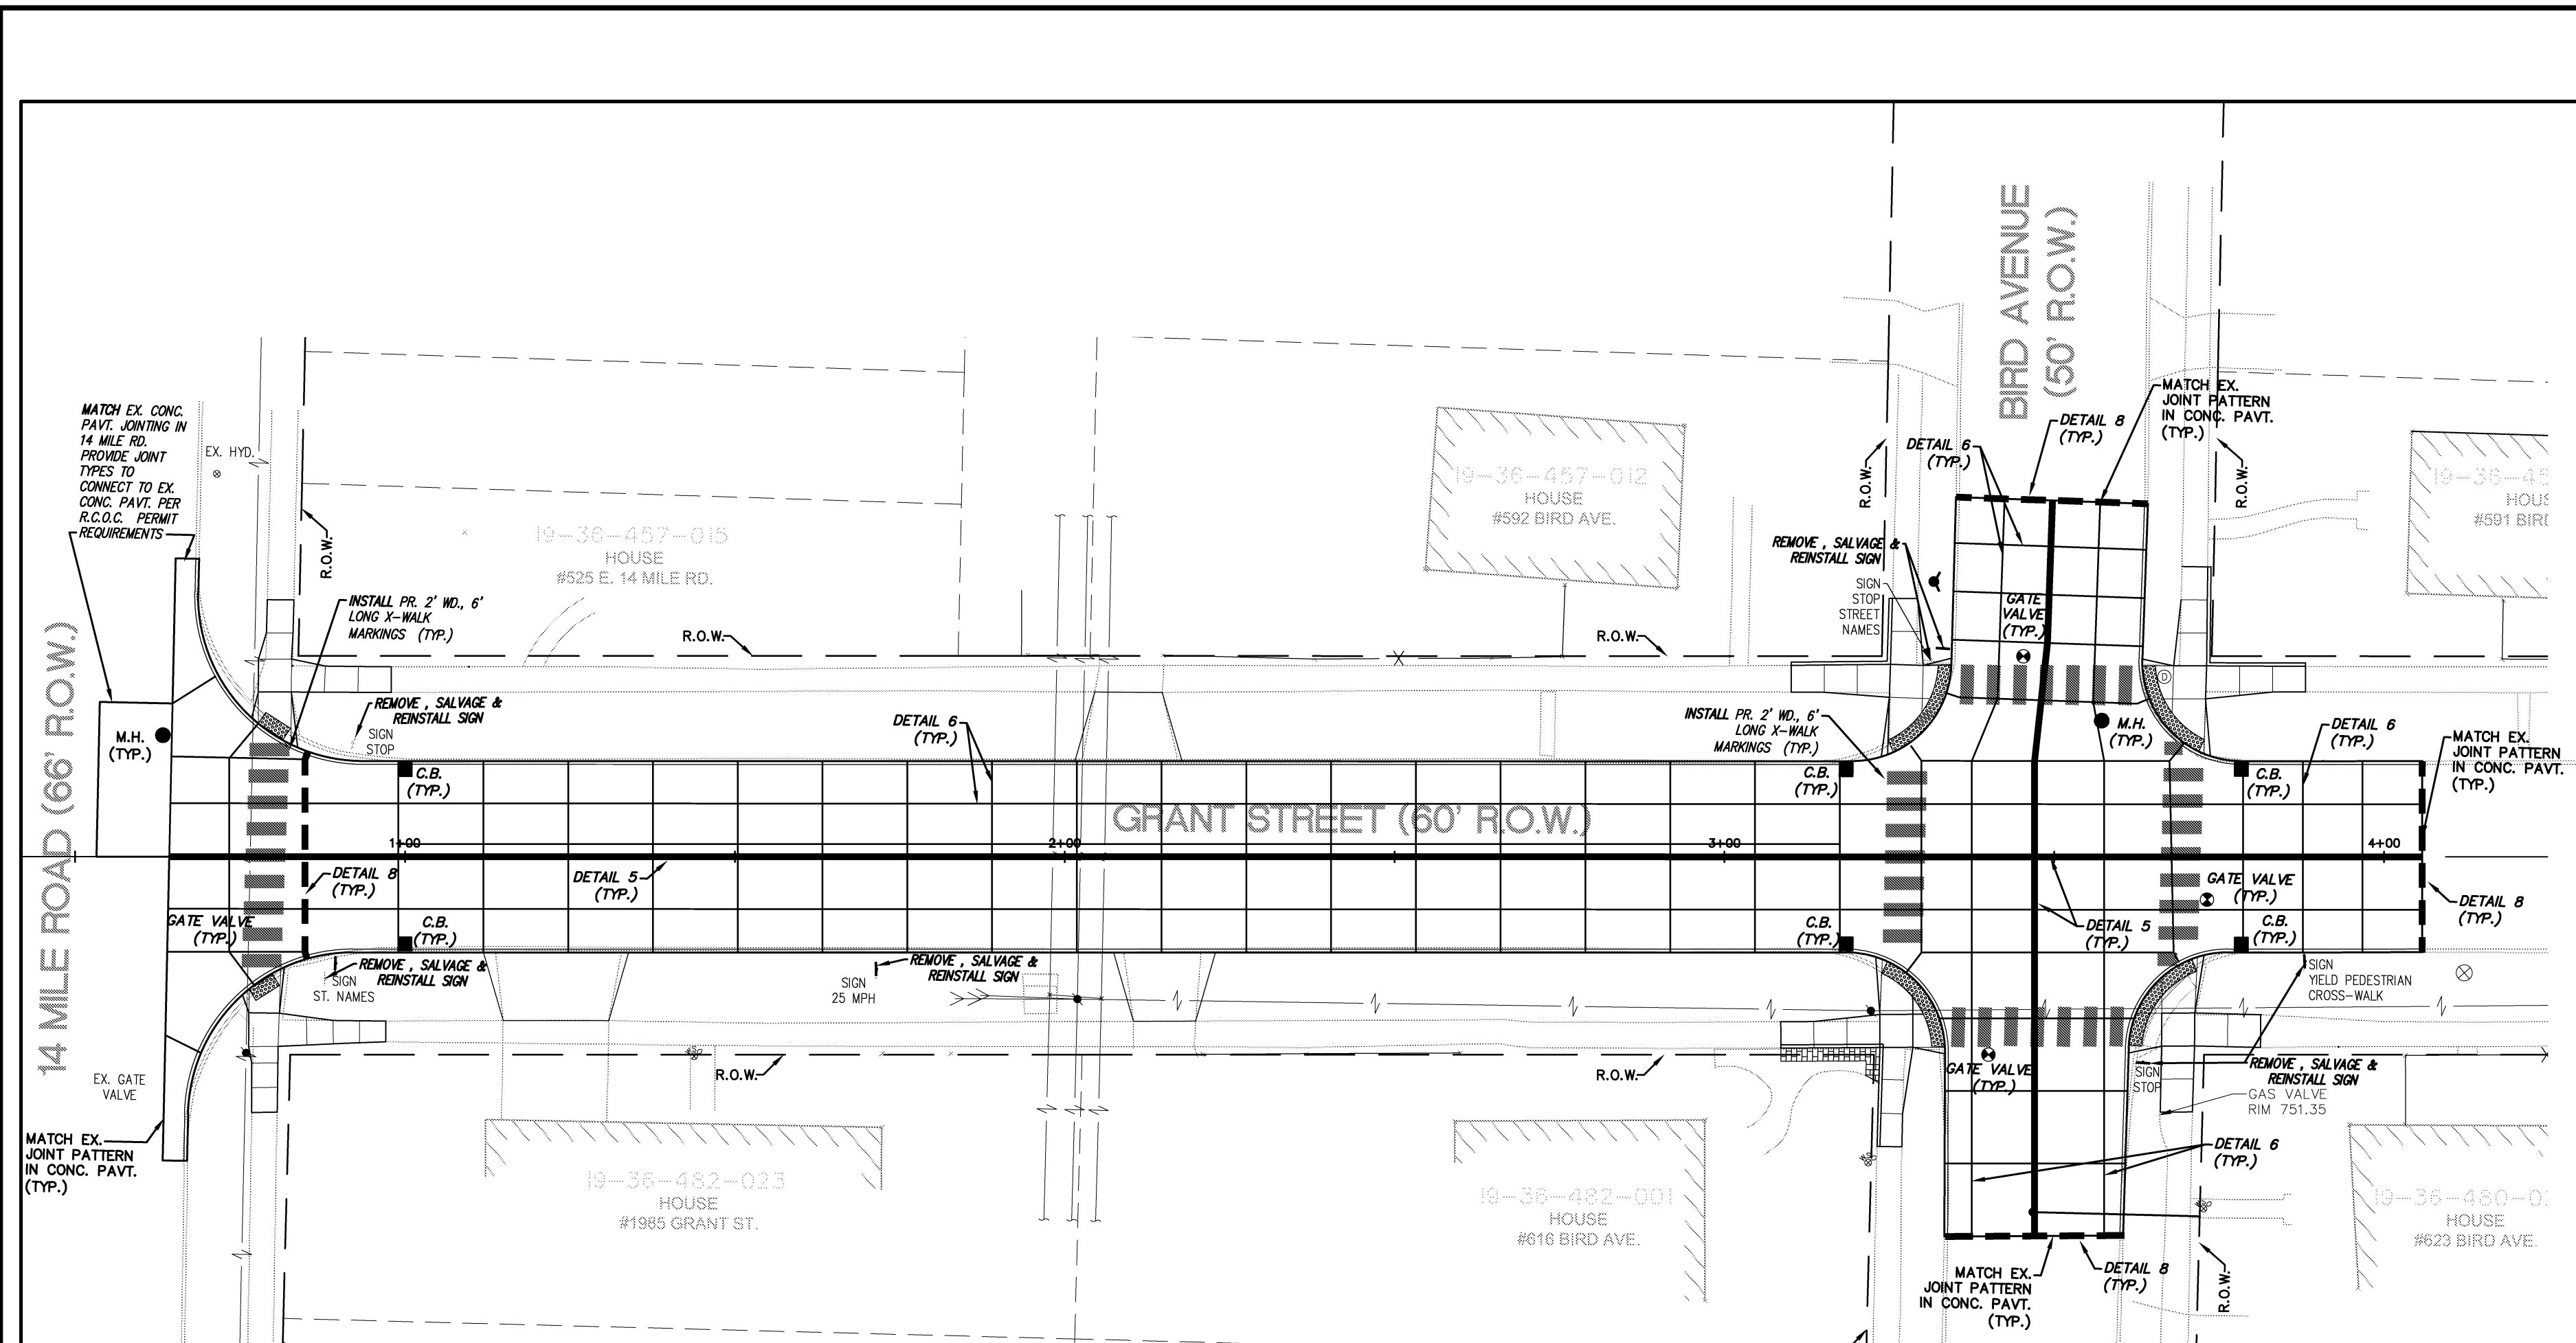 MATCH EX. CONC.
PAVT. JOINTING IN
14 MILE RD.
PROVIDE JOINT
TYPES TO
CONNECT TO EX.
CONC. PAVT. PER
R.C.O.C. PERMIT
REQUIREMENTS
EX. HYD.
R.O.W.
14 MILE ROAD (66' R.O.W.)
M.H.
(TYP.)
INSTALL PR. 2' WD., 6'
LONG X-WALK
MARKINGS (TYP.)
REMOVE , SALVAGE &
REINSTALL SIGN
SIGN
STOP
19-36-457-015
HOUSE
#525 E. 14 MILE RD.
R.O.W.
C.B.
(TYP.)
DETAIL 6
(TYP.)
1+00
2+00
3+00
4+00
GRANT STREET (60' R.O.W.)
DETAIL 8
(TYP.)
DETAIL 5
(TYP.)
GATE VALVE
(TYP.)
C.B.
(TYP.)
REMOVE , SALVAGE &
REINSTALL SIGN
SIGN
ST. NAMES
SIGN
25 MPH
REMOVE , SALVAGE &
REINSTALL SIGN
EX. GATE
VALVE
MATCH EX.
JOINT PATTERN
IN CONC. PAVT.
(TYP.)
R.O.W.
19-36-482-023
HOUSE
#1985 GRANT ST.
19-36-457-012
HOUSE
#592 BIRD AVE.
R.O.W.
BIRD AVENUE
(50' R.O.W.)
R.O.W.
DETAIL 6
(TYP.)
DETAIL 8
(TYP.)
MATCH EX.
JOINT PATTERN
IN CONC. PAVT.
(TYP.)
R.O.W.
REMOVE , SALVAGE &
REINSTALL SIGN
SIGN
STOP
STREET
NAMES
GATE
VALVE
(TYP.)
D
INSTALL PR. 2' WD., 6'
LONG X-WALK
MARKINGS (TYP.)
C.B.
(TYP.)
M.H.
(TYP.)
C.B.
(TYP.)
DETAIL 6
(TYP.)
MATCH EX.
JOINT PATTERN
IN CONC. PAVT.
(TYP.)
#591 BIR
GATE VALVE
(TYP.)
DETAIL 8
(TYP.)
C.B.
(TYP.)
DETAIL 5
(TYP.)
C.B.
(TYP.)
SIGN
YIELD PEDESTRIAN
CROSS-WALK
GATE VALVE
(TYP.)
SIGN
STOP
REMOVE , SALVAGE &
REINSTALL SIGN
GAS VALVE
RIM 751.35
R.O.W.
DETAIL 6
(TYP.)
19-36-482-001
HOUSE
#616 BIRD AVE.
HOUSE
#623 BIRD AVE.
MATCH EX.
JOINT PATTERN
IN CONC. PAVT.
(TYP.)
DETAIL 8
(TYP.)
R.O.W.